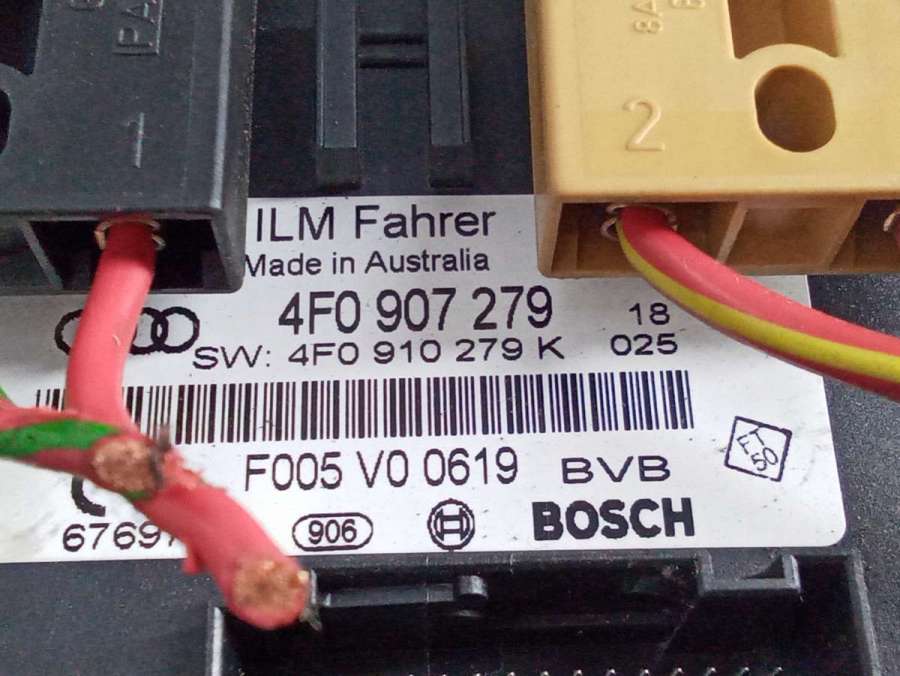 1
2
ILM Fahrer
Made in Australia
4F0 907 279 18
SW: 4F0 910 279 K 025
F005 V0 0619 BVB
ET
50
906 BOSCH